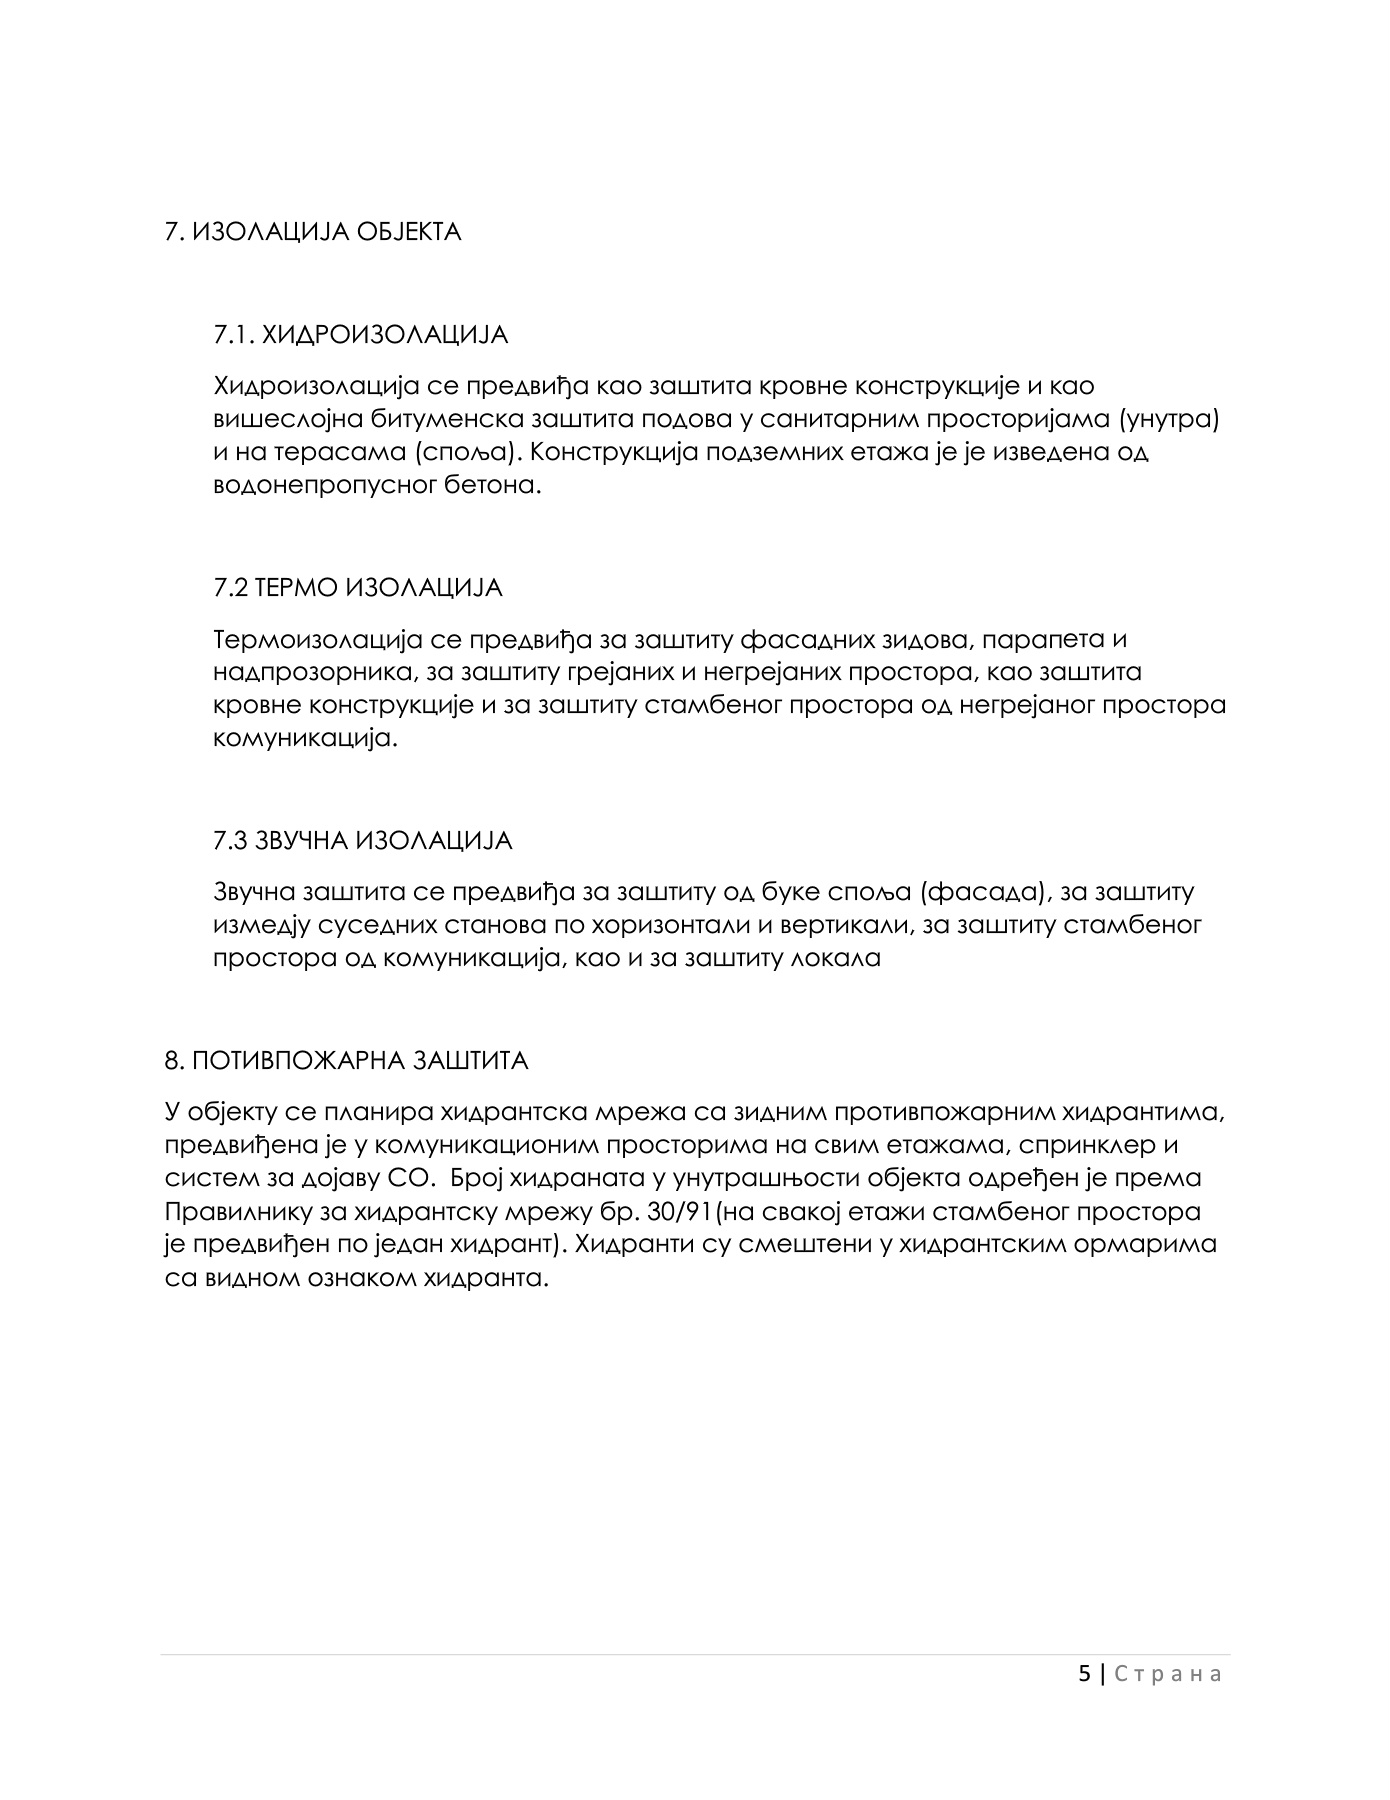 7. ИЗОЛАЦИЈА ОБЈЕКТА
7.1. ХИДРОИЗОЛАЦИЈА
Хидроизолација се предвиђа као заштита кровне конструкције и као
вишеслојна битуменска заштита подова у санитарним просторијама (унутра)
и на терасама (споља). Конструкција подземних етажа је је изведена од
водонепропусног бетона.
7.2 ТЕРМО ИЗОЛАЦИЈА
Термоизолација се предвиђа за заштиту фасадних зидова, парапета и
надпрозорника, за заштиту грејаних и негрејаних простора, као заштита
кровне конструкције и за заштиту стамбеног простора од негрејаног простора
комуникација.
7.3 ЗВУЧНА ИЗОЛАЦИЈА
Звучна заштита се предвиђа за заштиту од буке споља (фасада), за заштиту
измедју суседних станова по хоризонтали и вертикали, за заштиту стамбеног
простора од комуникација, као и за заштиту локала
8. ПОТИВПОЖАРНА ЗАШТИТА
У објекту се планира хидрантска мрежа са зидним противпожарним хидрантима,
предвиђена је у комуникационим просторима на свим етажама, спринклер и
систем за дојаву СО.  Број хидраната у унутрашњости објекта одређен је према
Правилнику за хидрантску мрежу бр. 30/91(на свакој етажи стамбеног простора
је предвиђен по један хидрант). Хидранти су смештени у хидрантским ормарима
са видном ознаком хидранта.
5 | Страна